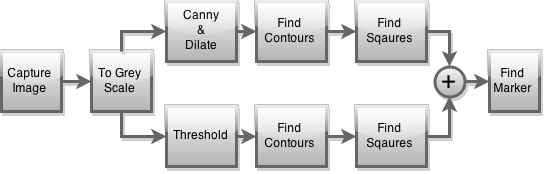 Capture
Image
To Grey
Scale
Canny
&
Dilate
Find
Contours
Find
Sqaures
Threshold
Find
Contours
Find
Sqaures
+
Find
Marker